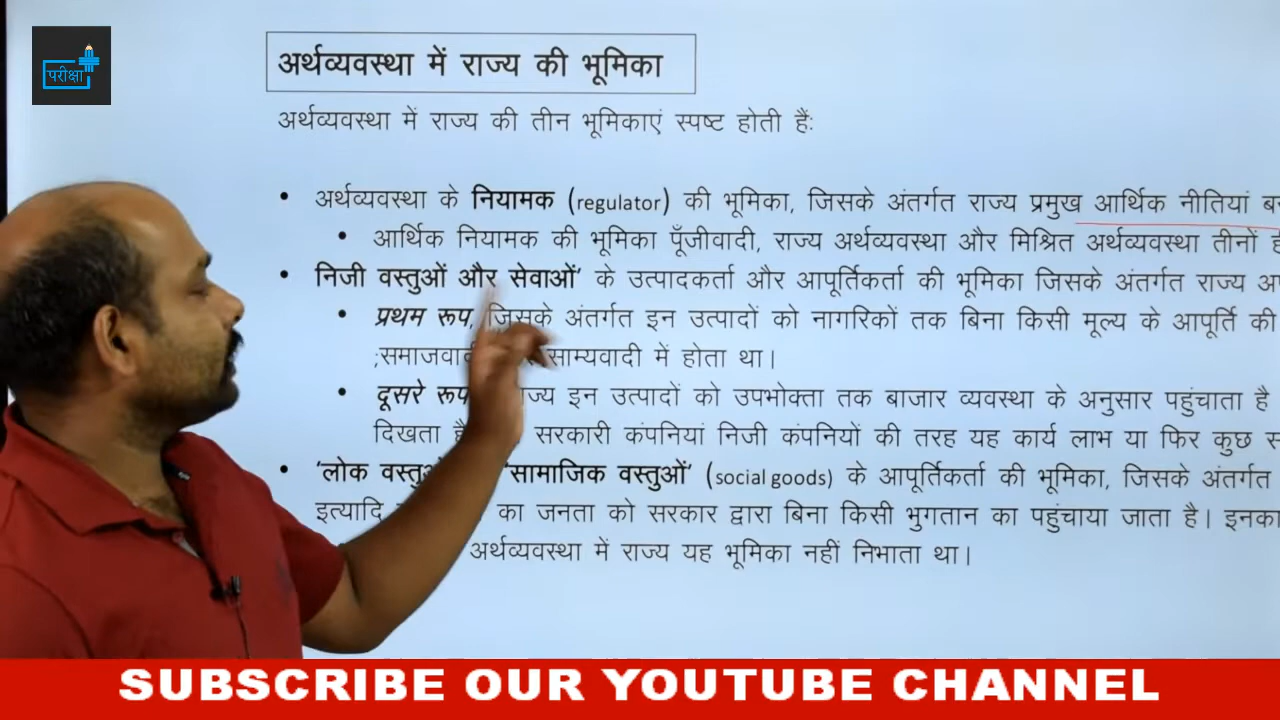 परीक्षा
अर्थव्यवस्था में राज्य की भूमिका
अर्थव्यवस्था में राज्य की तीन भूमिकाएं स्पष्ट होती हैंः
• अर्थव्यवस्था के नियामक (regulator) की भूमिका, जिसके अंतर्गत राज्य प्रमुख आर्थिक नीतियां
• आर्थिक नियामक की भूमिका पूँजीवादी, राज्य अर्थव्यवस्था और मिश्रित अर्थव्यवस्था तीनों
• निजी वस्तुओं और सेवाओं’ के उत्पादकर्ता और आपूर्तिकर्ता की भूमिका जिसके अंतर्गत राज्य
• प्रथम रूप, जिसके अंतर्गत इन उत्पादों को नागरिकों तक बिना किसी मूल्य के आपूर्ति की
साम्यवादी में होता था।
• दूसरे रूप इन उत्पादों को उपभोक्ता तक बाजार व्यवस्था के अनुसार पहुंचाता है
दिखता सरकारी कंपनियां निजी कंपनियों की तरह यह कार्य लाभ या फिर कुछ
• ‘सामाजिक वस्तुओं’ (social goods) के आपूर्तिकर्ता की भूमिका, जिसके अंतर्गत
इत्यादि का जनता को सरकार द्वारा बिना किसी भुगतान का पहुंचाया जाता है।
अर्थव्यवस्था में राज्य यह भूमिका नहीं निभाता था।
SUBSCRIBE OUR YOUTUBE CHANNEL